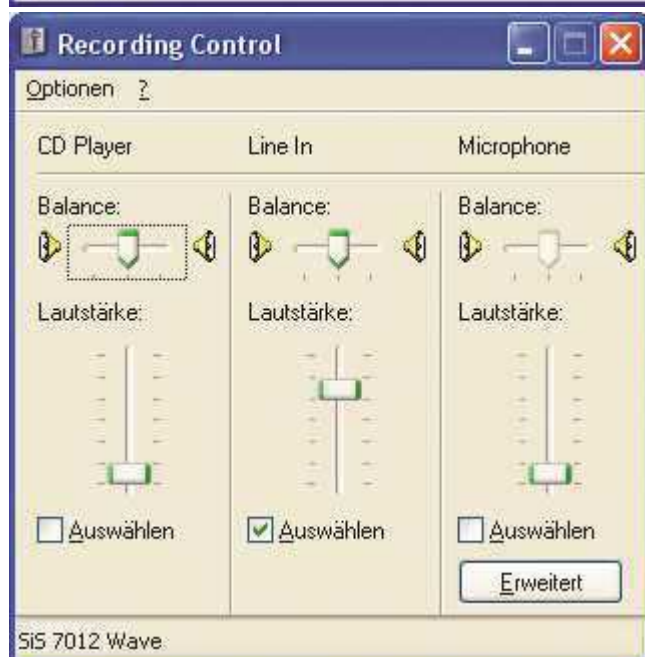 Recording Control
Optionen ?
CD Player Line In Microphone
Balance: Balance: Balance:
Lautstärke: Lautstärke: Lautstärke:
Auswählen Auswählen Auswählen
Erweitert
SiS 7012 Wave